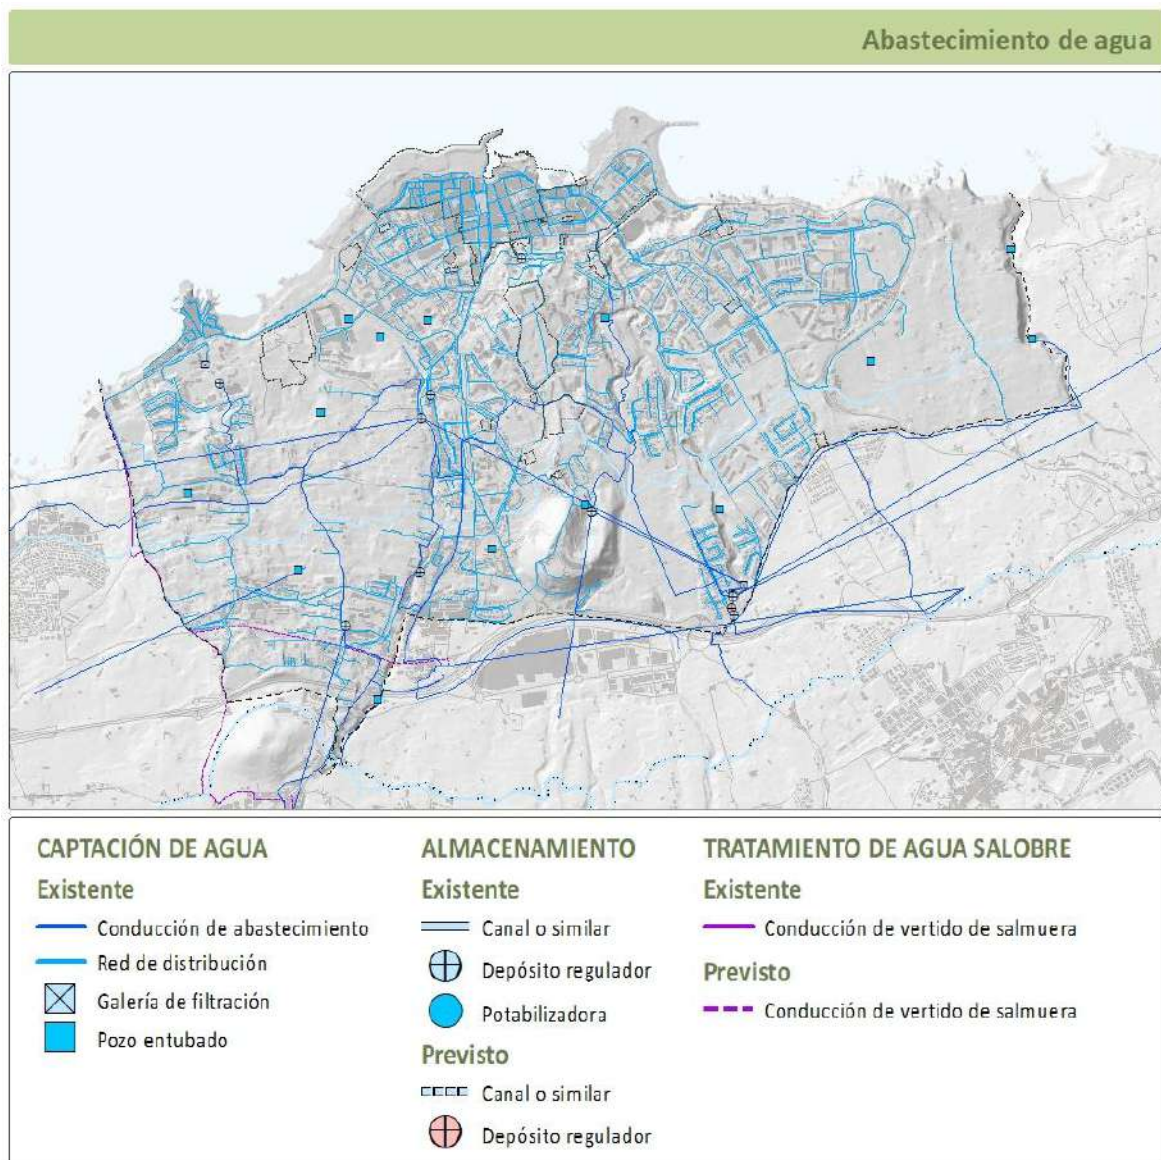 Abastecimiento de agua
CAPTACIÓN DE AGUA
Existente
Conducción de abastecimiento
Red de distribución
Galería de filtración
Pozo entubado
ALMACENAMIENTO
Existente
Canal o similar
Depósito regulador
Potabilizadora
Previsto
Canal o similar
Depósito regulador
TRATAMIENTO DE AGUA SALOBRE
Existente
Conducción de vertido de salmuera
Previsto
Conducción de vertido de salmuera